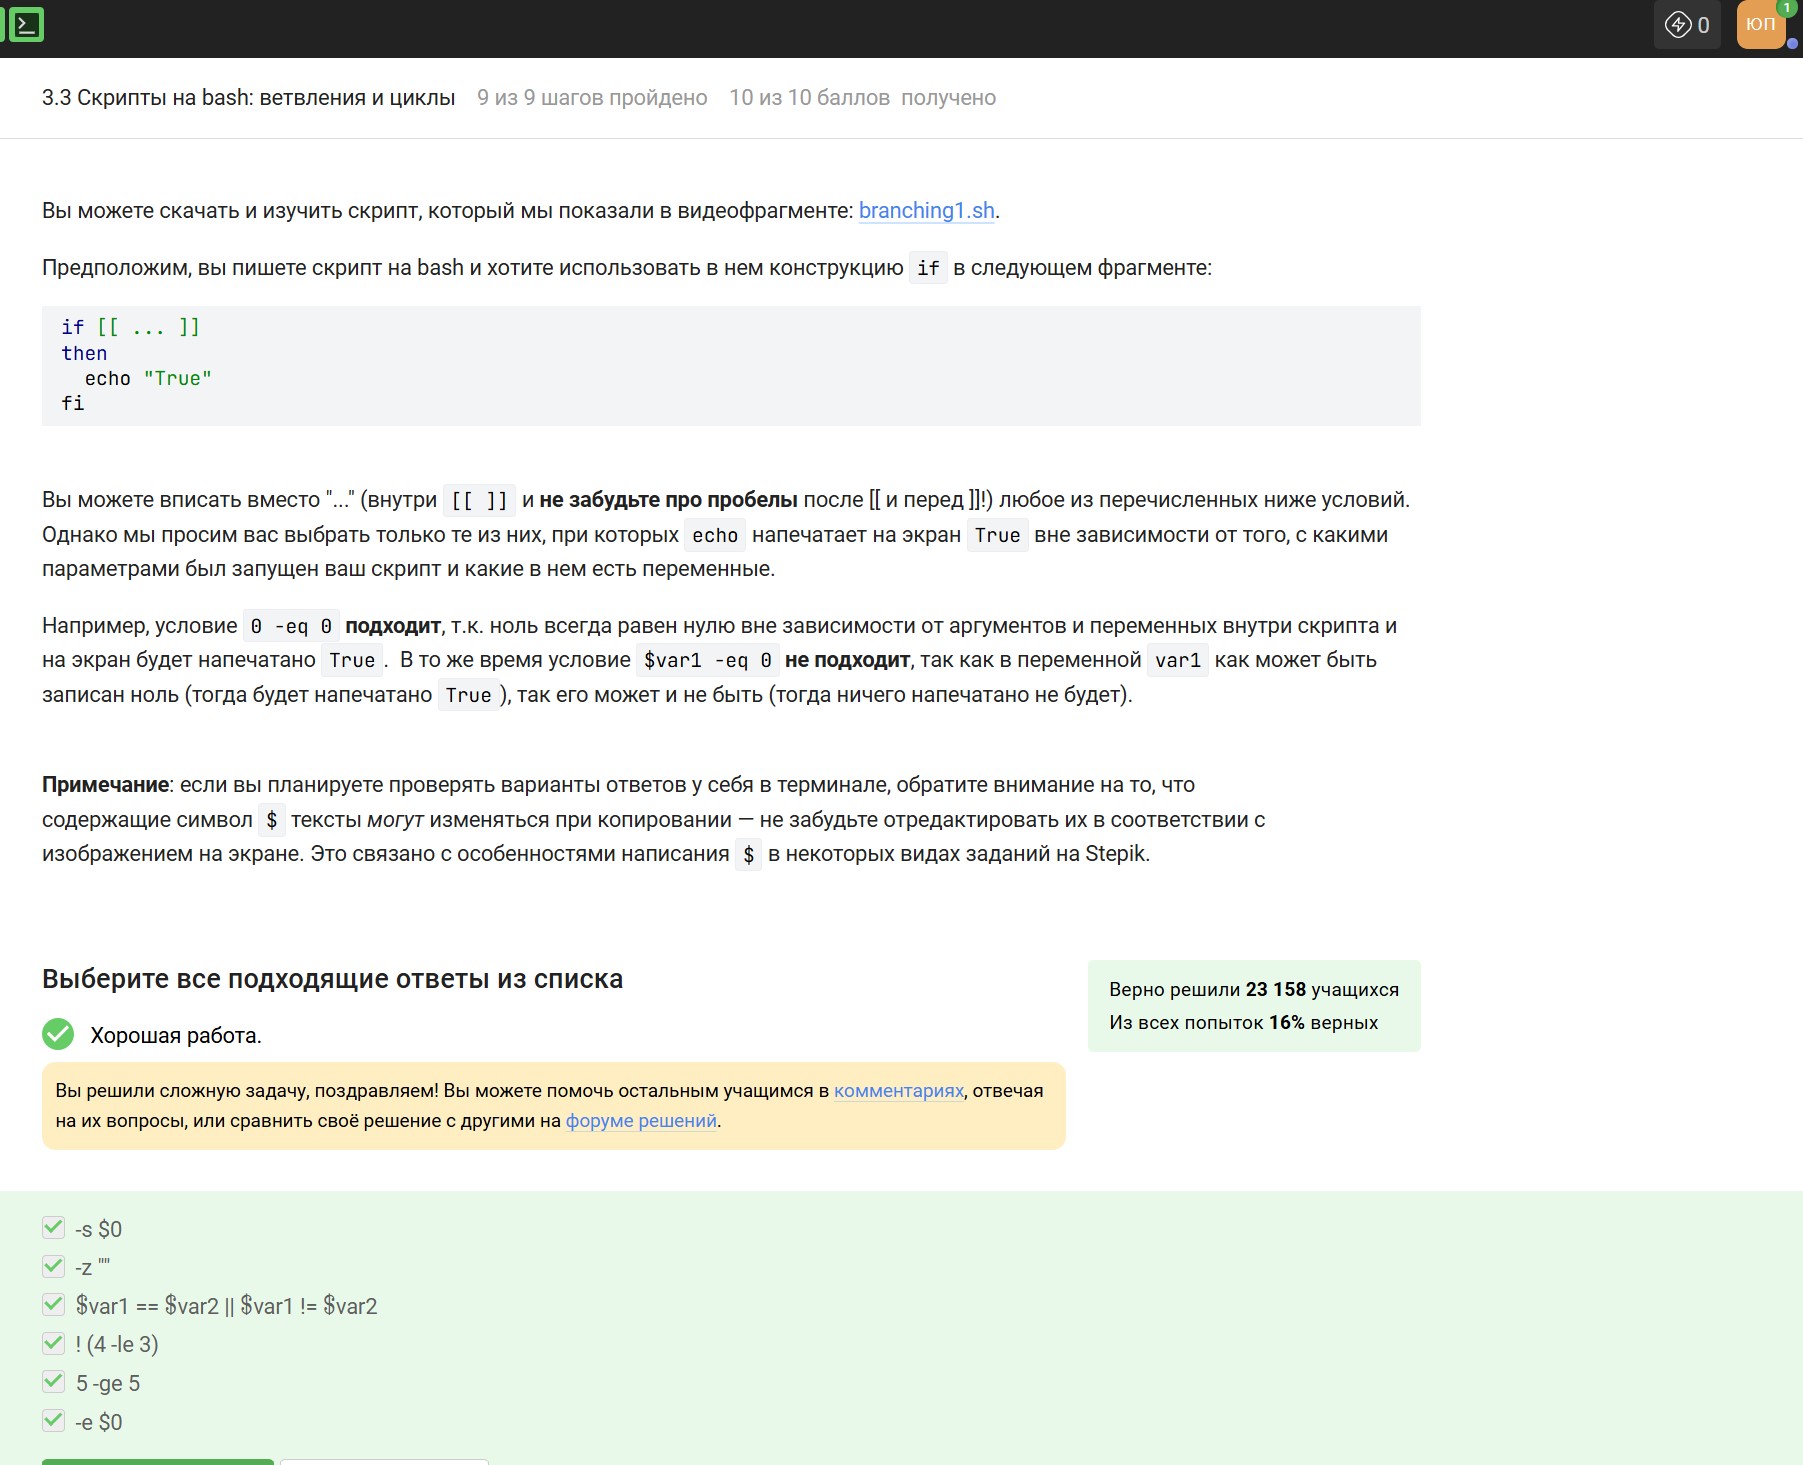 0
ЮП
1
3.3 Скрипты на bash: ветвления и циклы 9 из 9 шагов пройдено 10 из 10 баллов получено
Вы можете скачать и изучить скрипт, который мы показали в видеофрагменте: branching1.sh.
Предположим, вы пишете скрипт на bash и хотите использовать в нем конструкцию if в следующем фрагменте:
if [[ ... ]]
then
  echo "True"
fi
Вы можете вписать вместо "..." (внутри [[ ]] и не забудьте про пробелы после [[ и перед ]]!) любое из перечисленных ниже условий.
Однако мы просим вас выбрать только те из них, при которых echo напечатает на экран True вне зависимости от того, с какими
параметрами был запущен ваш скрипт и какие в нем есть переменные.
Например, условие 0 -eq 0 подходит, т.к. ноль всегда равен нулю вне зависимости от аргументов и переменных внутри скрипта и
на экран будет напечатано True . В то же время условие $var1 -eq 0 не подходит, так как в переменной var1 как может быть
записан ноль (тогда будет напечатано True ), так его может и не быть (тогда ничего напечатано не будет).
Примечание: если вы планируете проверять варианты ответов у себя в терминале, обратите внимание на то, что
содержащие символ $ тексты могут изменяться при копировании — не забудьте отредактировать их в соответствии с
изображением на экране. Это связано с особенностями написания $ в некоторых видах заданий на Stepik.
Выберите все подходящие ответы из списка
Верно решили 23 158 учащихся
Из всех попыток 16% верных
Хорошая работа.
Вы решили сложную задачу, поздравляем! Вы можете помочь остальным учащимся в комментариях, отвечая
на их вопросы, или сравнить своё решение с другими на форуме решений.
-s $0
-z ""
$var1 == $var2 || $var1 != $var2
! (4 -le 3)
5 -ge 5
-e $0